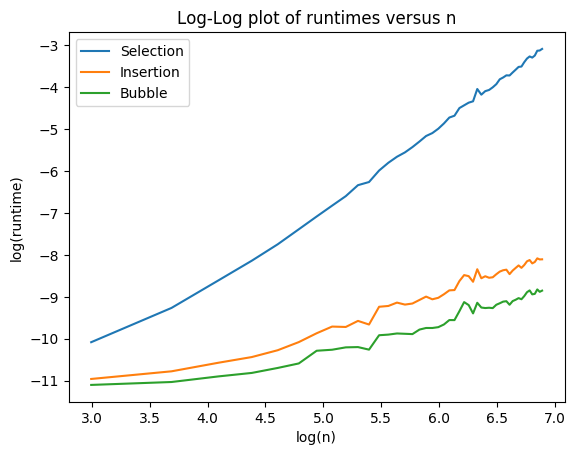 Log-Log plot of runtimes versus n
Selection
Insertion
Bubble
log(runtime)
−3
−4
−5
−6
−7
−8
−9
−10
−11
3.0 3.5 4.0 4.5 5.0 5.5 6.0 6.5 7.0
log(n)